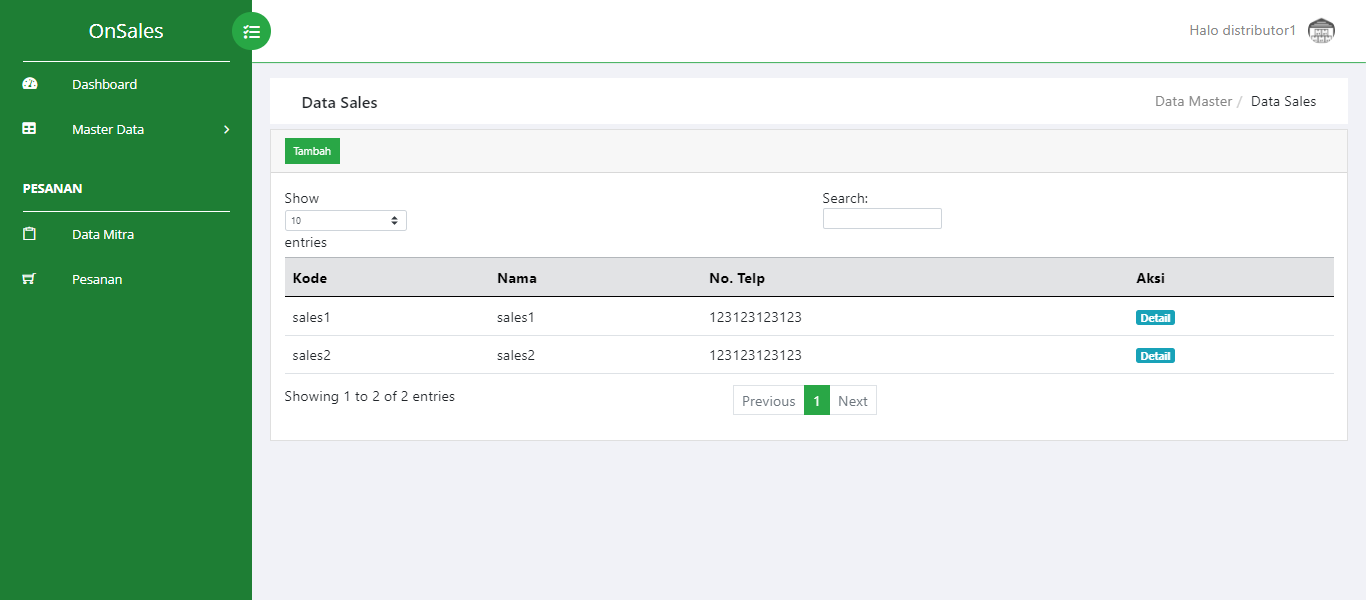 OnSales
Halo distributor1
Dashboard
Master Data
PESANAN
Data Mitra
Pesanan
Data Sales
Data Master / Data Sales
Tambah
Show
10
entries
Search:
Kode Nama No. Telp Aksi
sales1 sales1 123123123123 Detail
sales2 sales2 123123123123 Detail
Showing 1 to 2 of 2 entries
Previous 1 Next